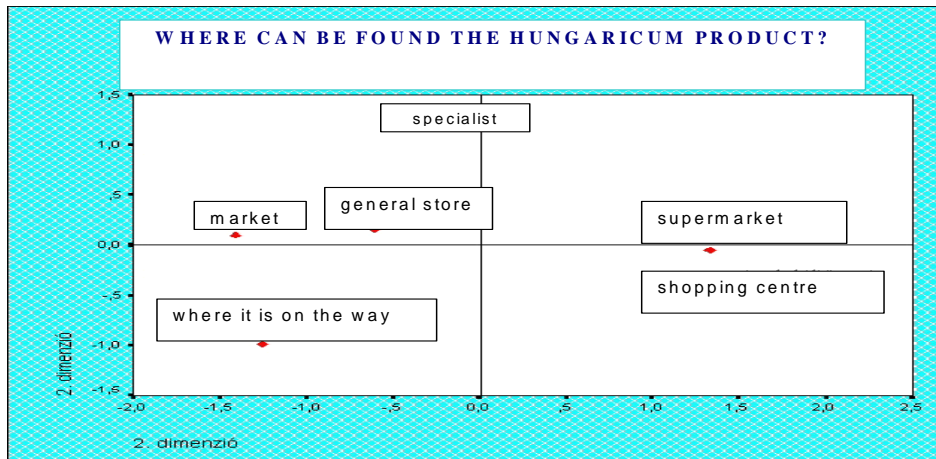 WHERE CAN BE FOUND THE HUNGARICUM PRODUCT?
1,5
specialist
1,0
,5
general store
market
supermarket
0,0
shopping centre
-,5
where it is on the way
-1,0
-1,5
-2,0 -1,5 -1,0 -,5 0,0 ,5 1,0 1,5 2,0 2,5
2. dimenzió
2. dimenzió